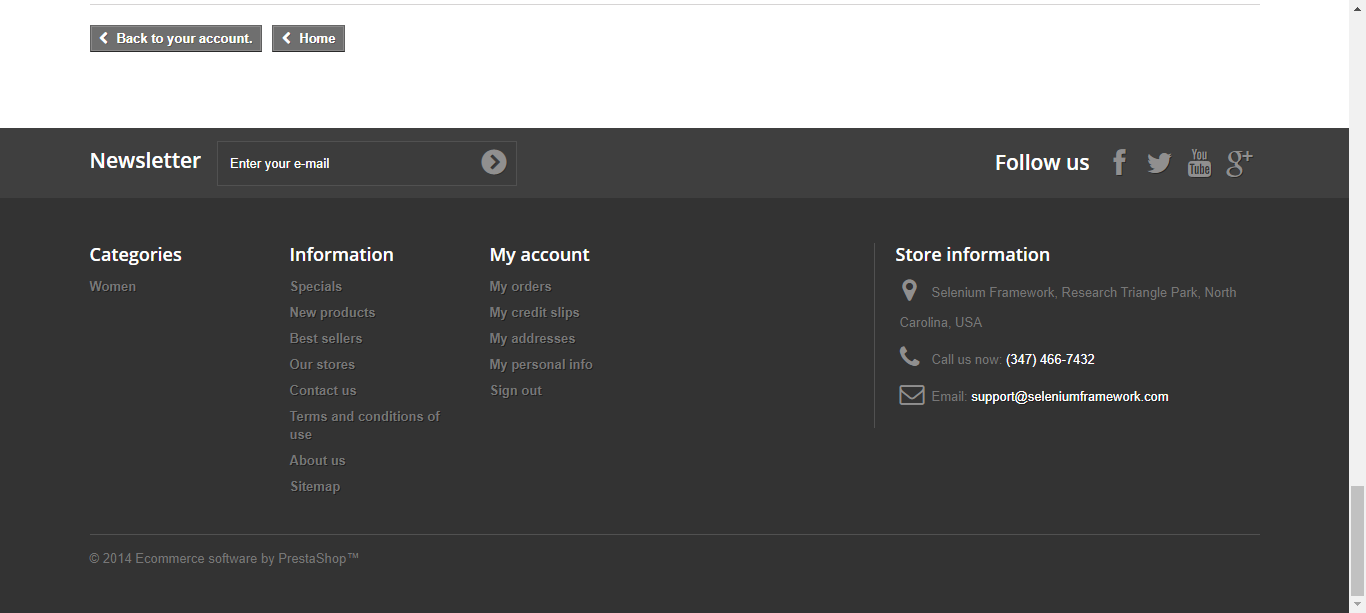 Back to your account.
Home
Newsletter
Enter your e-mail
Follow us
You
Tube
g+
Categories
Women
Information
Specials
New products
Best sellers
Our stores
Contact us
Terms and conditions of
use
About us
Sitemap
My account
My orders
My credit slips
My addresses
My personal info
Sign out
Store information
Selenium Framework, Research Triangle Park, North
Carolina, USA
Call us now: (347) 466-7432
Email: support@seleniumframework.com
© 2014 Ecommerce software by PrestaShop™